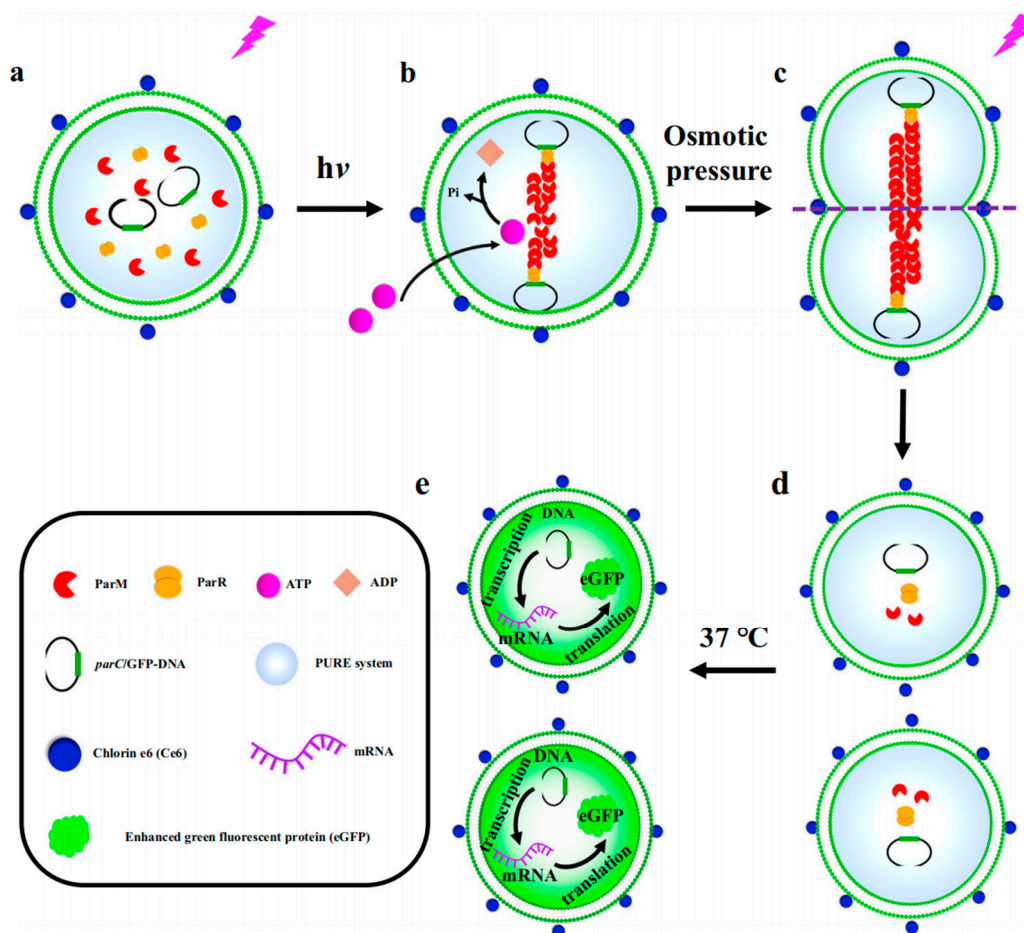 a
b
c
hν
Pi
Osmotic
pressure
e
d
DNA
transcription
eGFP
mRNA
translation
37 °C
DNA
transcription
eGFP
mRNA
translation
ParM
ParR
ATP
ADP
parC/GFP-DNA
PURE system
Chlorin e6 (Ce6)
mRNA
Enhanced green fluorescent protein (eGFP)